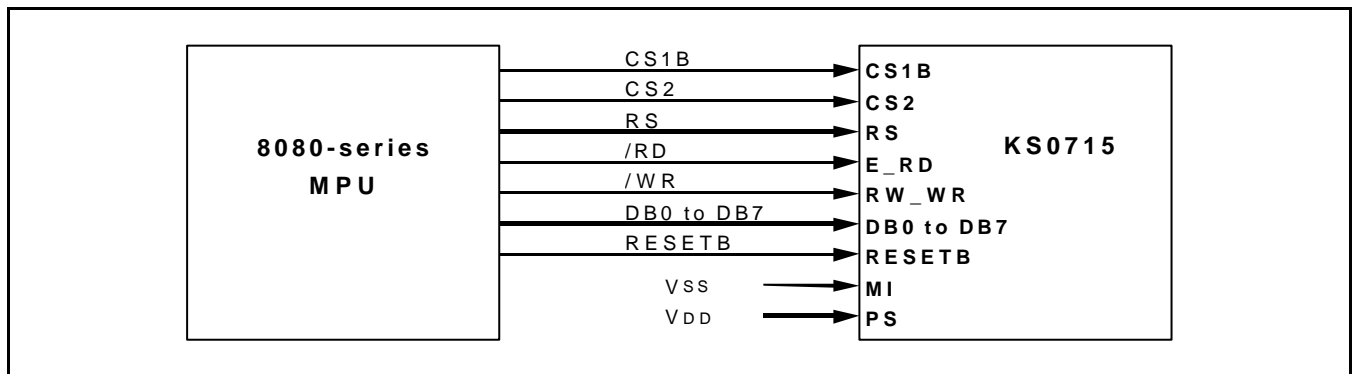 8080-series
MPU
CS1B
CS2
RS
/RD
/WR
DB0 to DB7
RESETB
VSS
VDD
CS1B
CS2
RS
E_RD
RW_WR
DB0 to DB7
RESETB
MI
PS
KS0715